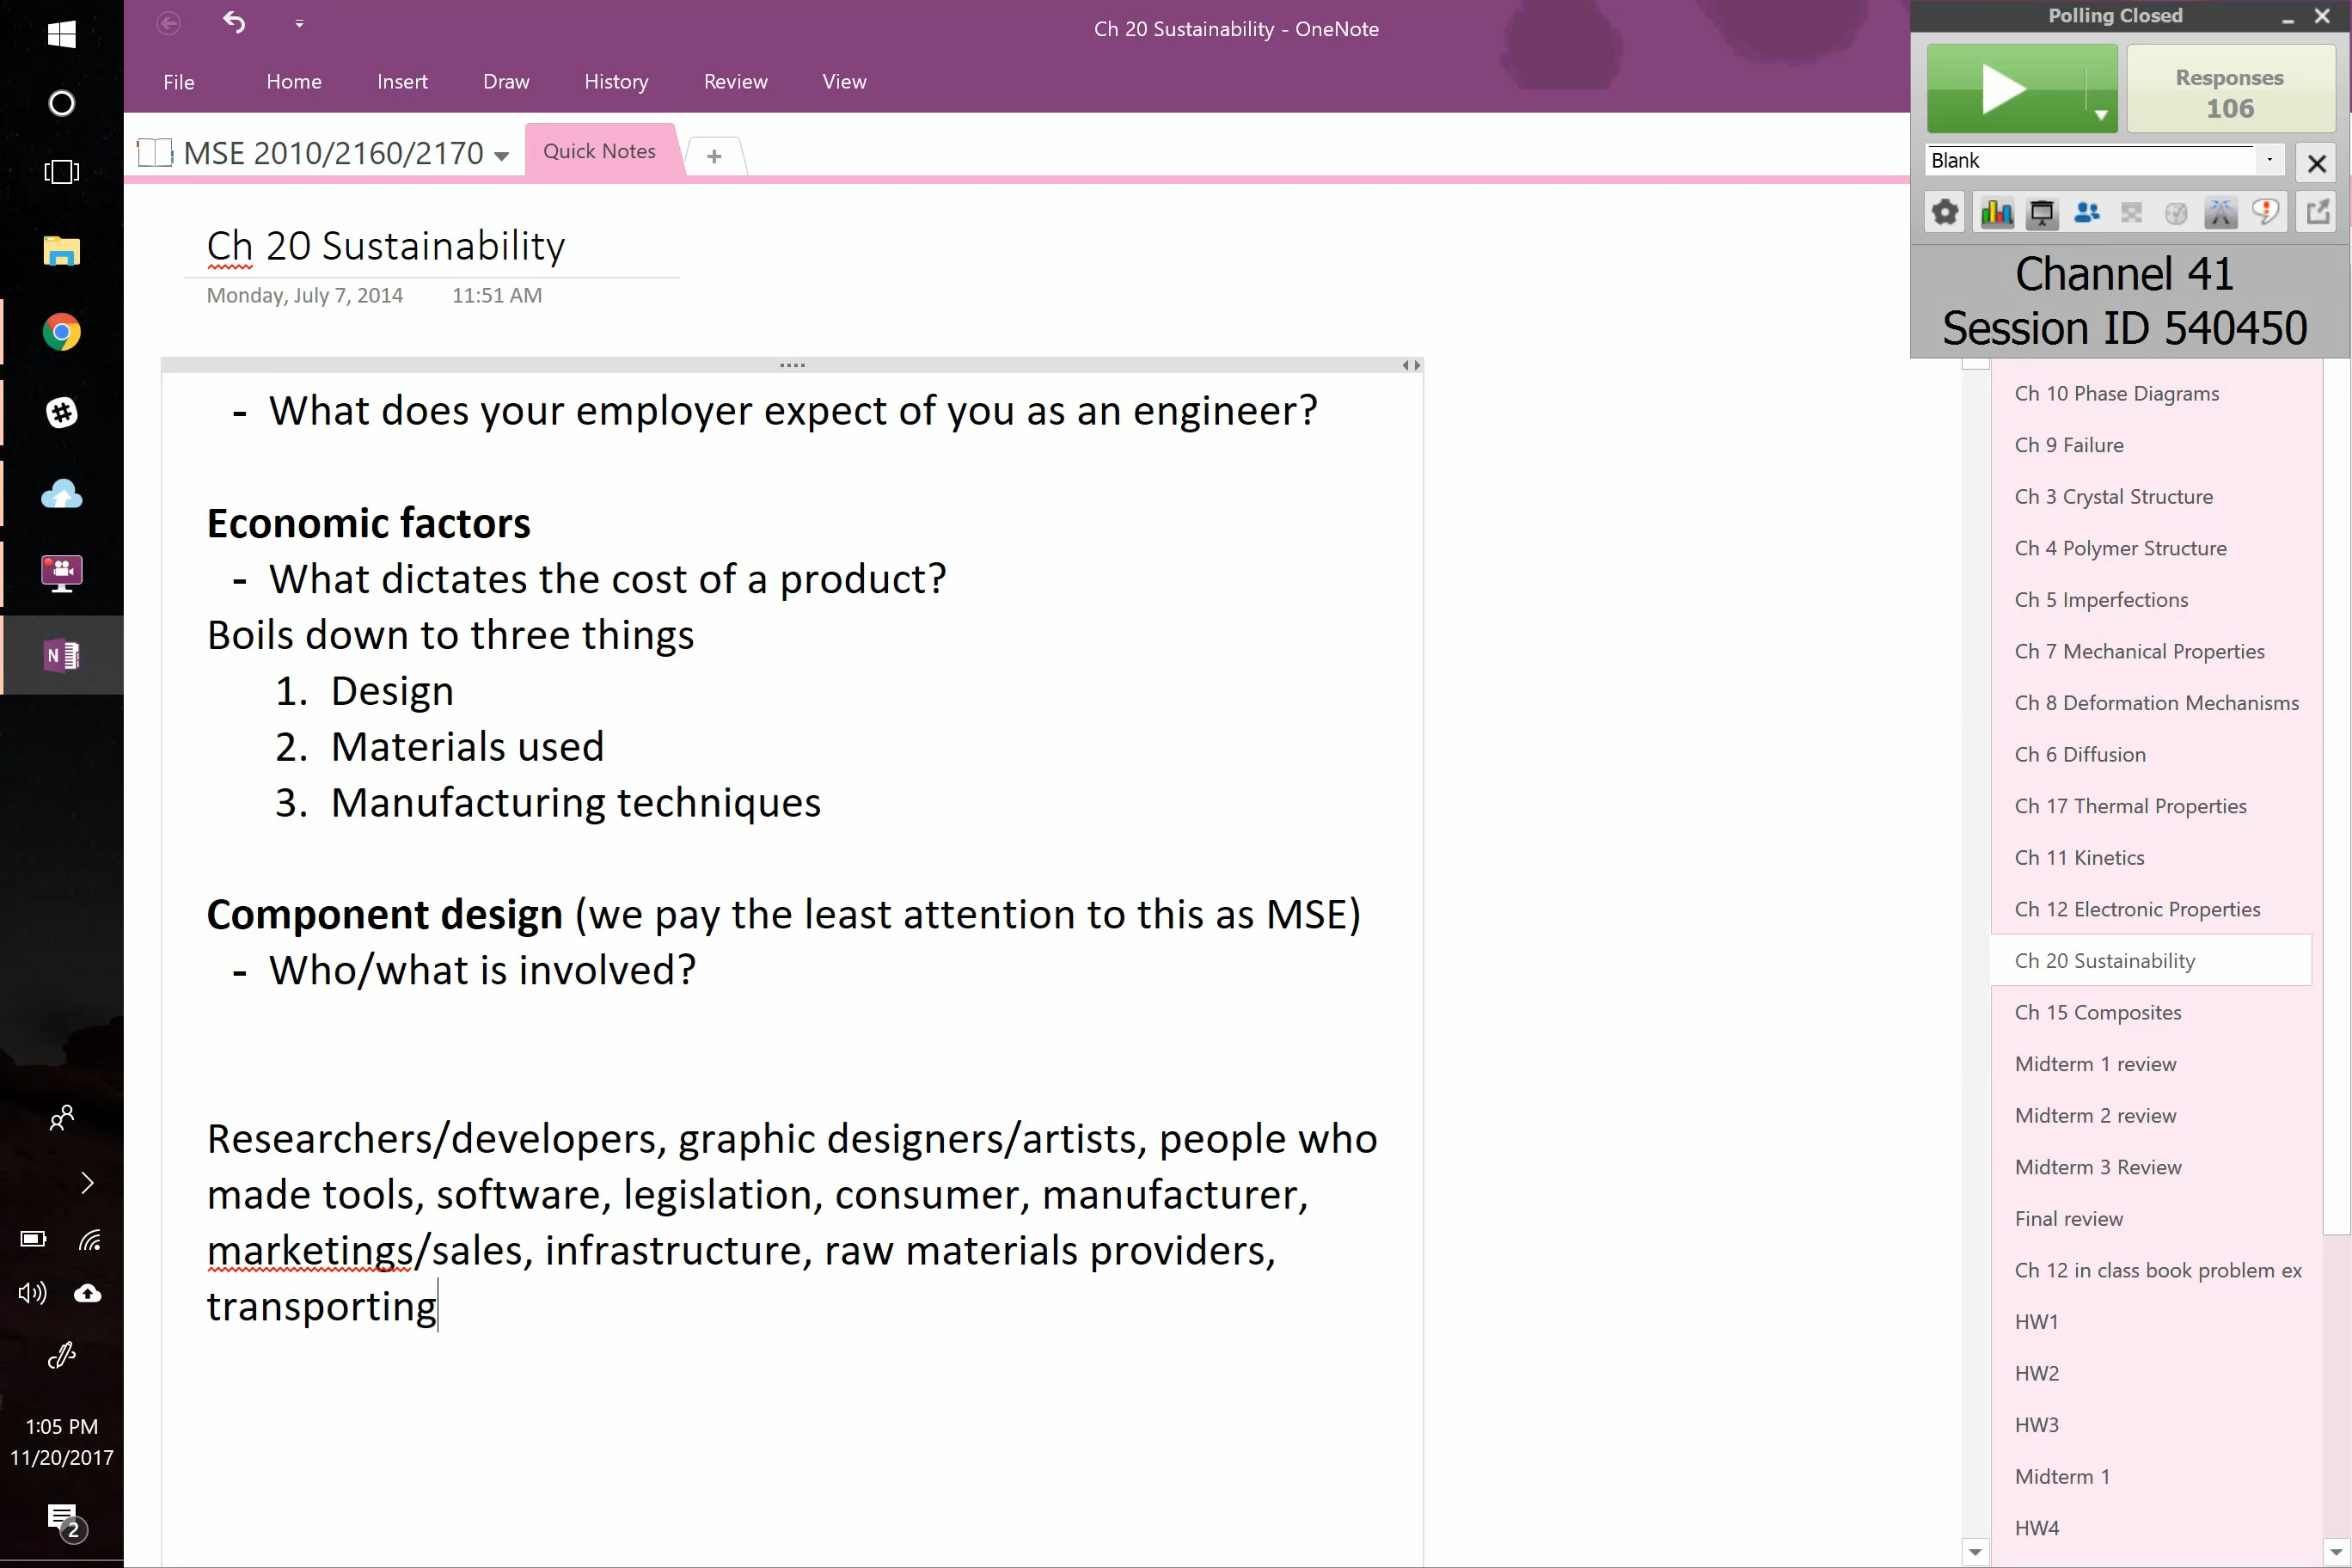 Ch 20 Sustainability - OneNote
File Home Insert Draw History Review View
MSE 2010/2160/2170
Quick Notes
+
Ch 20 Sustainability
Monday, July 7, 2014 11:51 AM
- What does your employer expect of you as an engineer?
Economic factors
- What dictates the cost of a product?
Boils down to three things
1. Design
2. Materials used
3. Manufacturing techniques
Component design (we pay the least attention to this as MSE)
- Who/what is involved?
Researchers/developers, graphic designers/artists, people who
made tools, software, legislation, consumer, manufacturer,
marketings/sales, infrastructure, raw materials providers,
transporting
Polling Closed
Responses
106
Blank
Channel 41
Session ID 540450
Ch 10 Phase Diagrams
Ch 9 Failure
Ch 3 Crystal Structure
Ch 4 Polymer Structure
Ch 5 Imperfections
Ch 7 Mechanical Properties
Ch 8 Deformation Mechanisms
Ch 6 Diffusion
Ch 17 Thermal Properties
Ch 11 Kinetics
Ch 12 Electronic Properties
Ch 20 Sustainability
Ch 15 Composites
Midterm 1 review
Midterm 2 review
Midterm 3 Review
Final review
Ch 12 in class book problem ex
HW1
HW2
HW3
Midterm 1
HW4
N
1:05 PM
11/20/2017
2